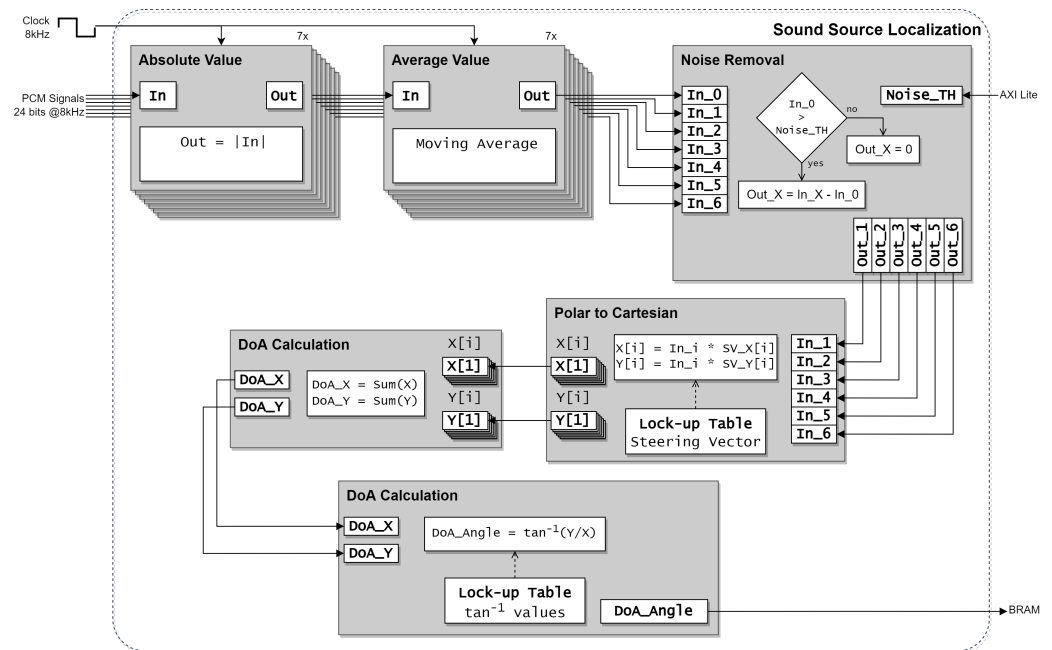 Clock
8kHz
Sound Source Localization
7x
7x
Absolute Value
In
Out
Out = |In|
PCM Signals
24 bits @8kHz
Average Value
In
Out
Moving Average
Noise Removal
In_0
In_1
In_2
In_3
In_4
In_5
In_6
In_0
>
Noise_TH
no
yes
Out_X = 0
Out_X = In_X - In_0
Noise_TH
AXI Lite
Out_1
Out_2
Out_3
Out_4
Out_5
Out_6
Polar to Cartesian
X[i]
X[1]
Y[i]
Y[1]
X[i] = In_i * SV_X[i]
Y[i] = In_i * SV_Y[i]
Lock-up Table
Steering Vector
In_1
In_2
In_3
In_4
In_5
In_6
DoA Calculation
X[i]
X[1]
Y[i]
Y[1]
DoA_X
DoA_Y
DoA_X = Sum(X)
DoA_Y = Sum(Y)
DoA Calculation
DoA_X
DoA_Y
DoA_Angle = tan⁻¹(Y/X)
Lock-up Table
tan⁻¹ values
DoA_Angle
BRAM